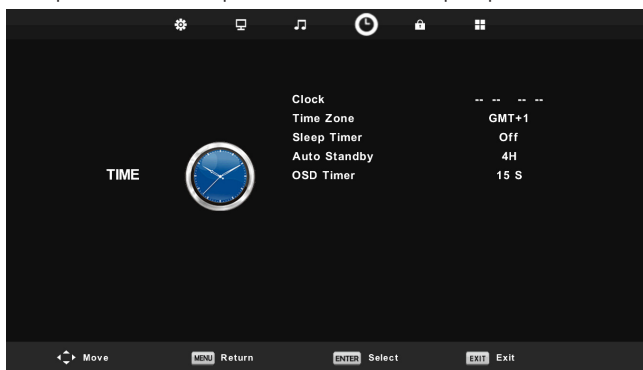 Clock -- -- -- --
Time Zone GMT+1
Sleep Timer Off
Auto Standby 4H
TIME
OSD Timer 15 S
Move MENU Return ENTER Select EXIT Exit